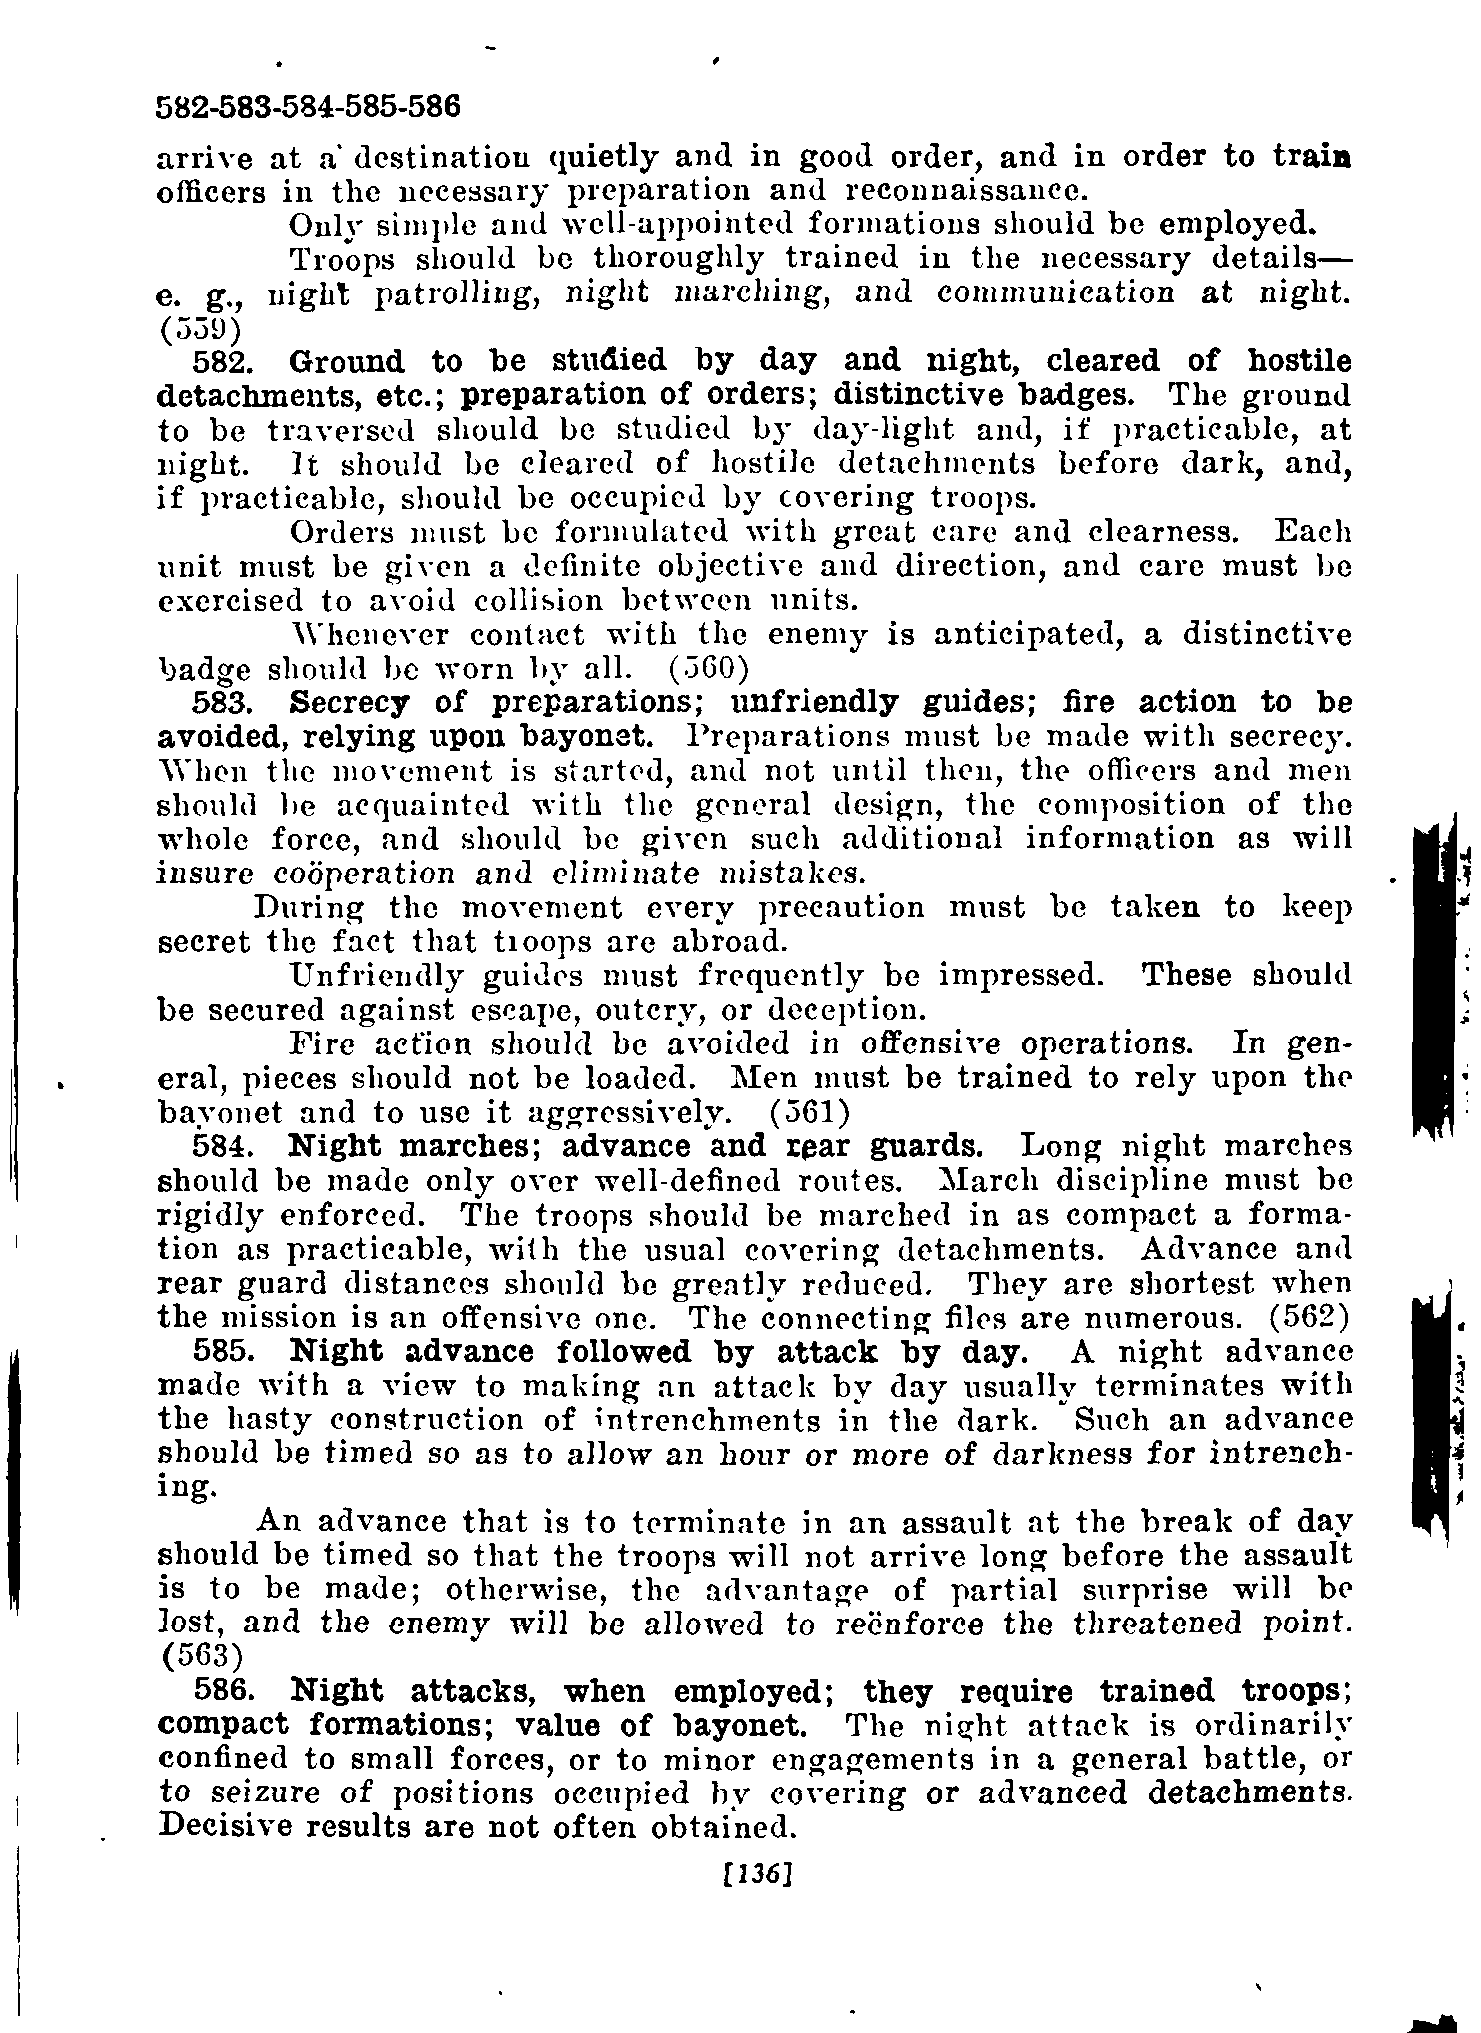 582-583-584-585-586
arrive at a destination quietly and in good order, and in order to train
officers in the necessary preparation and reconnaissance.
Only simple and well-appointed formations should be employed.
Troops should be thoroughly trained in the necessary details—
e. g., night patrolling, night marching, and communication at night.
(559)
582. Ground to be studied by day and night, cleared of hostile
detachments, etc.; preparation of orders; distinctive badges. The ground
to be traversed should be studied by day-light and, if practicable, at
night. It should be cleared of hostile detachments before dark, and,
if practicable, should be occupied by covering troops.
Orders must be formulated with great care and clearness. Each
unit must be given a definite objective and direction, and care must be
exercised to avoid collision between units.
Whenever contact with the enemy is anticipated, a distinctive
badge should be worn by all. (560)
583. Secrecy of preparations; unfriendly guides; fire action to be
avoided, relying upon bayonet. Preparations must be made with secrecy.
When the movement is started, and not until then, the officers and men
should be acquainted with the general design, the composition of the
whole force, and should be given such additional information as will
insure coöperation and eliminate mistakes.
During the movement every precaution must be taken to keep
secret the fact that troops are abroad.
Unfriendly guides must frequently be impressed. These should
be secured against escape, outcry, or deception.
Fire action should be avoided in offensive operations. In gen-
eral, pieces should not be loaded. Men must be trained to rely upon the
bayonet and to use it aggressively. (561)
584. Night marches; advance and rear guards. Long night marches
should be made only over well-defined routes. March discipline must be
rigidly enforced. The troops should be marched in as compact a forma-
tion as practicable, with the usual covering detachments. Advance and
rear guard distances should be greatly reduced. They are shortest when
the mission is an offensive one. The connecting files are numerous. (562)
585. Night advance followed by attack by day. A night advance
made with a view to making an attack by day usually terminates with
the hasty construction of intrenchments in the dark. Such an advance
should be timed so as to allow an hour or more of darkness for intrench-
ing.
An advance that is to terminate in an assault at the break of day
should be timed so that the troops will not arrive long before the assault
is to be made; otherwise, the advantage of partial surprise will be
lost, and the enemy will be allowed to reënforce the threatened point.
(563)
586. Night attacks, when employed; they require trained troops;
compact formations; value of bayonet. The night attack is ordinarily
confined to small forces, or to minor engagements in a general battle, or
to seizure of positions occupied by covering or advanced detachments.
Decisive results are not often obtained.
[136]